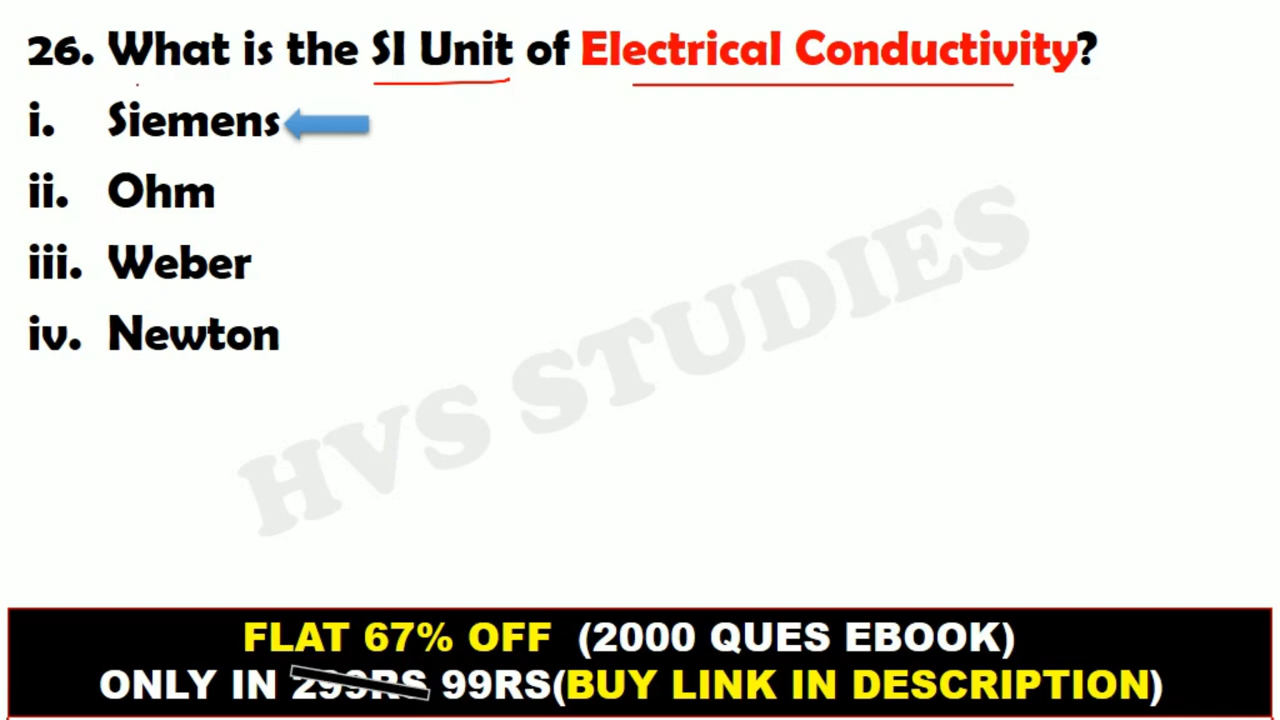 26. What is the SI Unit of Electrical Conductivity?
i. Siemens
ii. Ohm
iii. Weber
iv. Newton
HVS STUDIES
FLAT 67% OFF (2000 QUES EBOOK)
ONLY IN 299RS 99RS(BUY LINK IN DESCRIPTION)